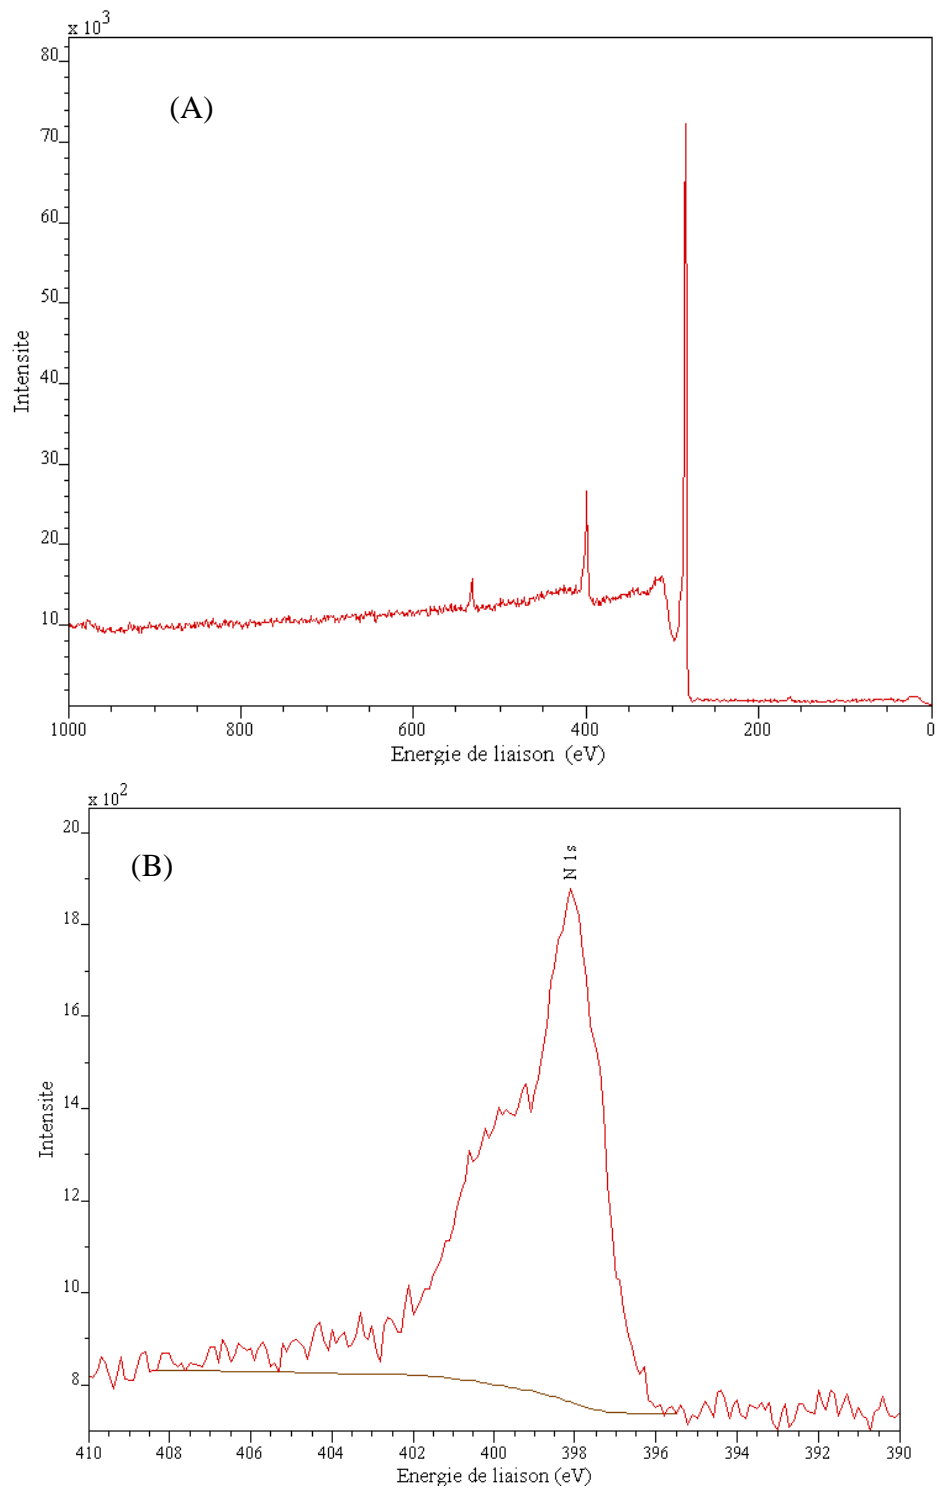 x 10³
(A)
80
70
60
50
40
30
20
10
Intensite
1000 800 600 400 200 0
Energie de liaison (eV)
x 10²
(B)
N 1s
20
18
16
14
12
10
8
Intensite
410 408 406 404 402 400 398 396 394 392 390
Energie de liaison (eV)